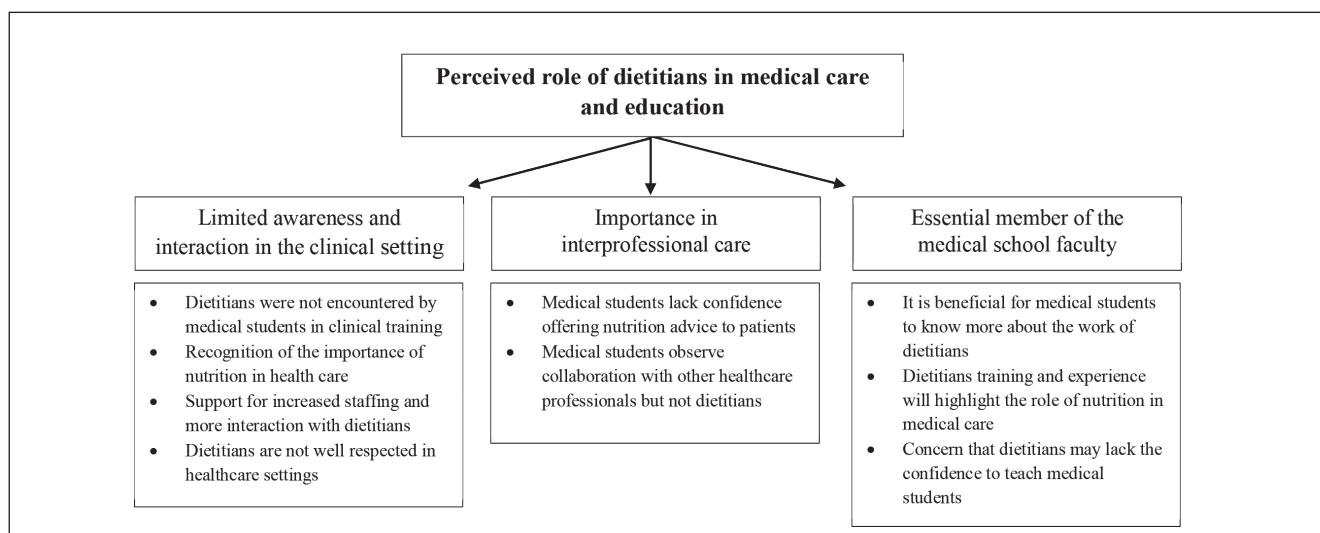 Perceived role of dietitians in medical care
and education
Limited awareness and
interaction in the clinical setting
• Dietitians were not encountered by
medical students in clinical training
• Recognition of the importance of
nutrition in health care
• Support for increased staffing and
more interaction with dietitians
• Dietitians are not well respected in
healthcare settings
Importance in
interprofessional care
• Medical students lack confidence
offering nutrition advice to patients
• Medical students observe
collaboration with other healthcare
professionals but not dietitians
Essential member of the
medical school faculty
• It is beneficial for medical students
to know more about the work of
dietitians
• Dietitians training and experience
will highlight the role of nutrition in
medical care
• Concern that dietitians may lack the
confidence to teach medical
students